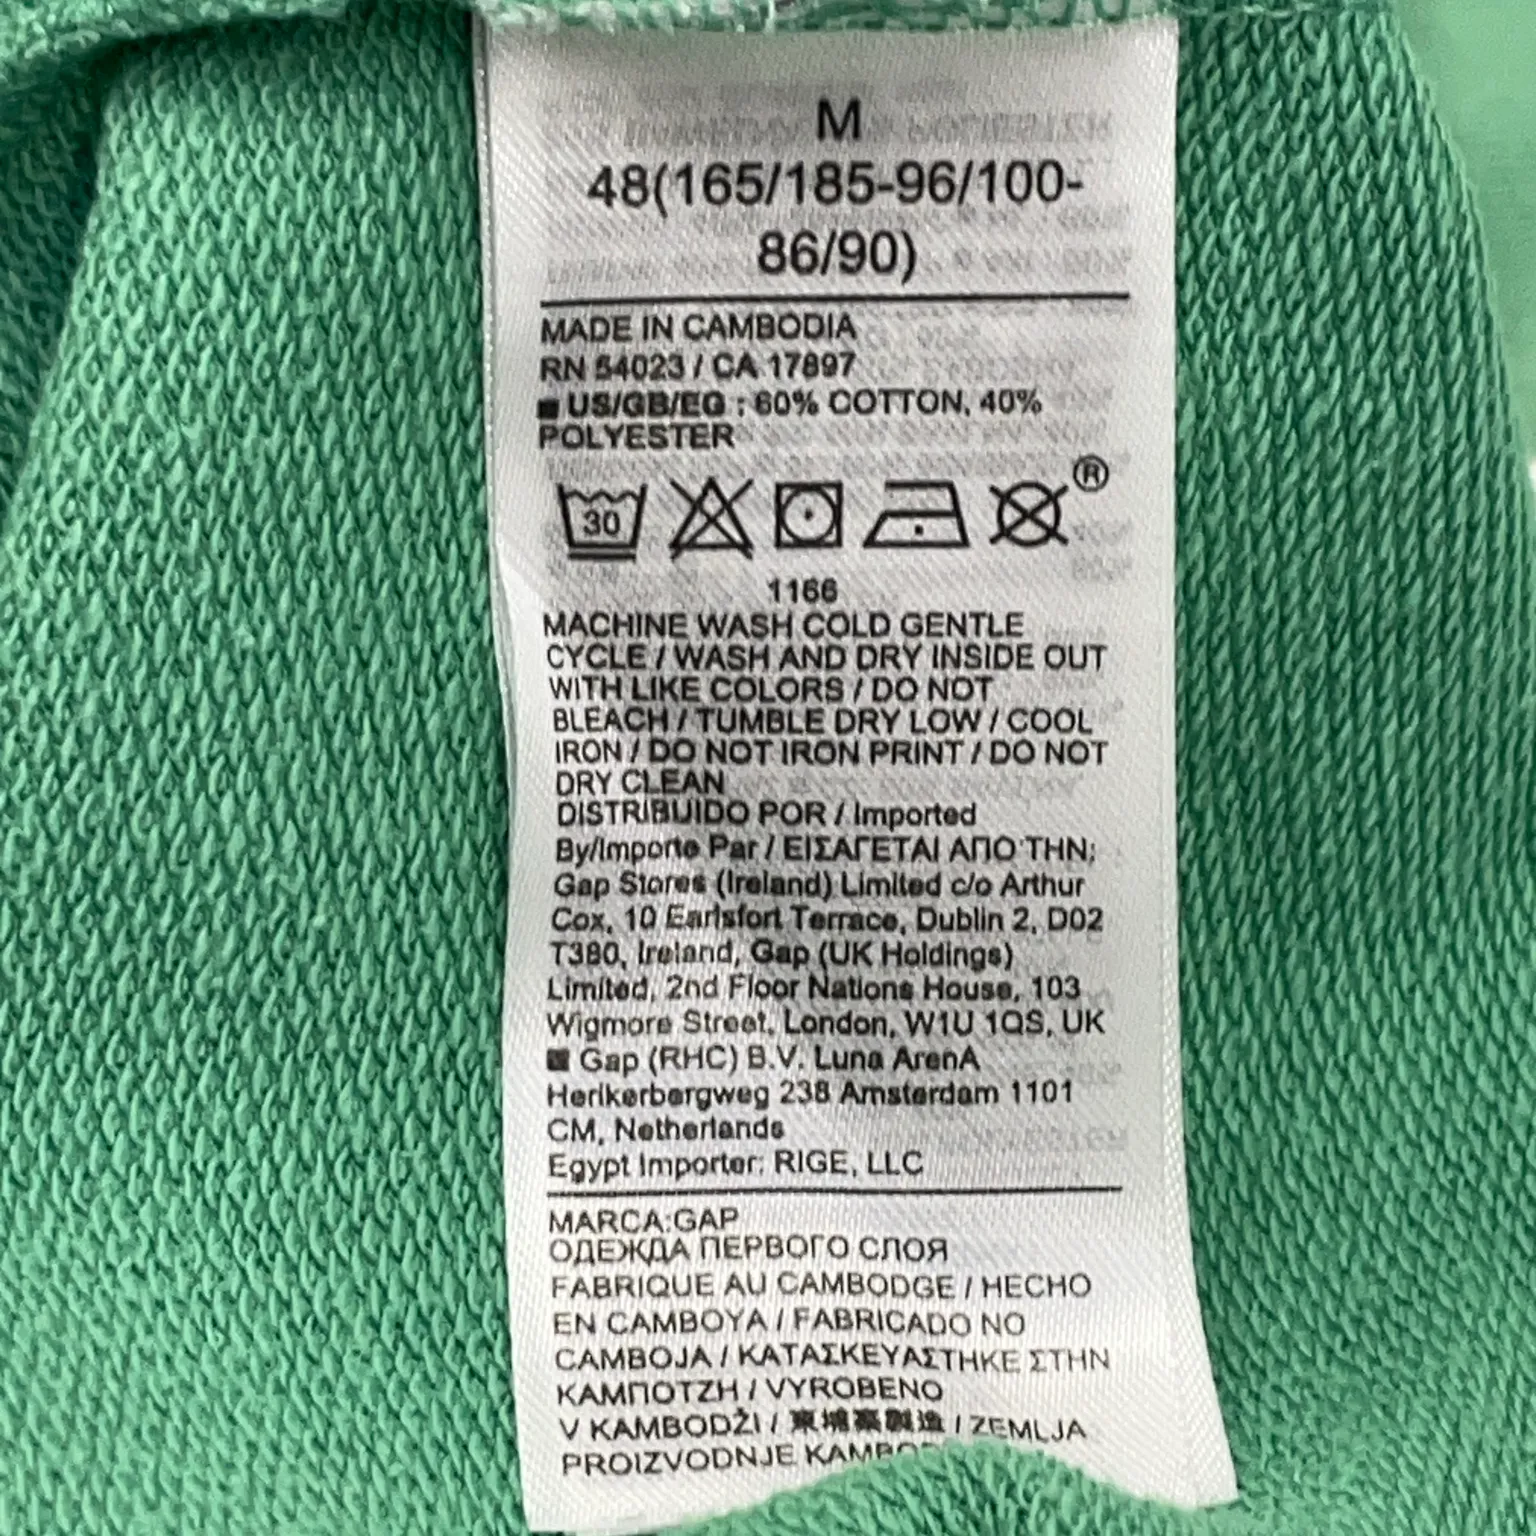 M
48(165/185-96/100-
86/90)
MADE IN CAMBODIA
RN 54023 / CA 17897
■ US/GB/EG : 60% COTTON, 40%
POLYESTER
30
®
1166
MACHINE WASH COLD GENTLE
CYCLE / WASH AND DRY INSIDE OUT
WITH LIKE COLORS / DO NOT
BLEACH / TUMBLE DRY LOW / COOL
IRON / DO NOT IRON PRINT / DO NOT
DRY CLEAN
DISTRIBUIDO POR / Imported
By/Importe Par / ΕΙΣΑΓΕΤΑΙ ΑΠΟ ΤΗΝ:
Gap Stores (Ireland) Limited c/o Arthur
Cox, 10 Earlsfort Terrace, Dublin 2, D02
T380, Ireland, Gap (UK Holdings)
Limited, 2nd Floor Nations House, 103
Wigmore Street, London, W1U 1QS, UK
■ Gap (RHC) B.V. Luna ArenA
Herikerbergweg 238 Amsterdam 1101
CM, Netherlands
Egypt Importer: RIGE, LLC
MARCA:GAP
ОДЕЖДА ПЕРВОГО СЛОЯ
FABRIQUE AU CAMBODGE / HECHO
EN CAMBOYA / FABRICADO NO
CAMBOJA / ΚΑΤΑΣΚΕΥΑΣΤΗΚΕ ΣΤΗΝ
ΚΑΜΠΟΤΖΗ / VYROBENO
V KAMBODŽI / 柬埔寨製造 / ZEMLJA
PROIZVODNJE